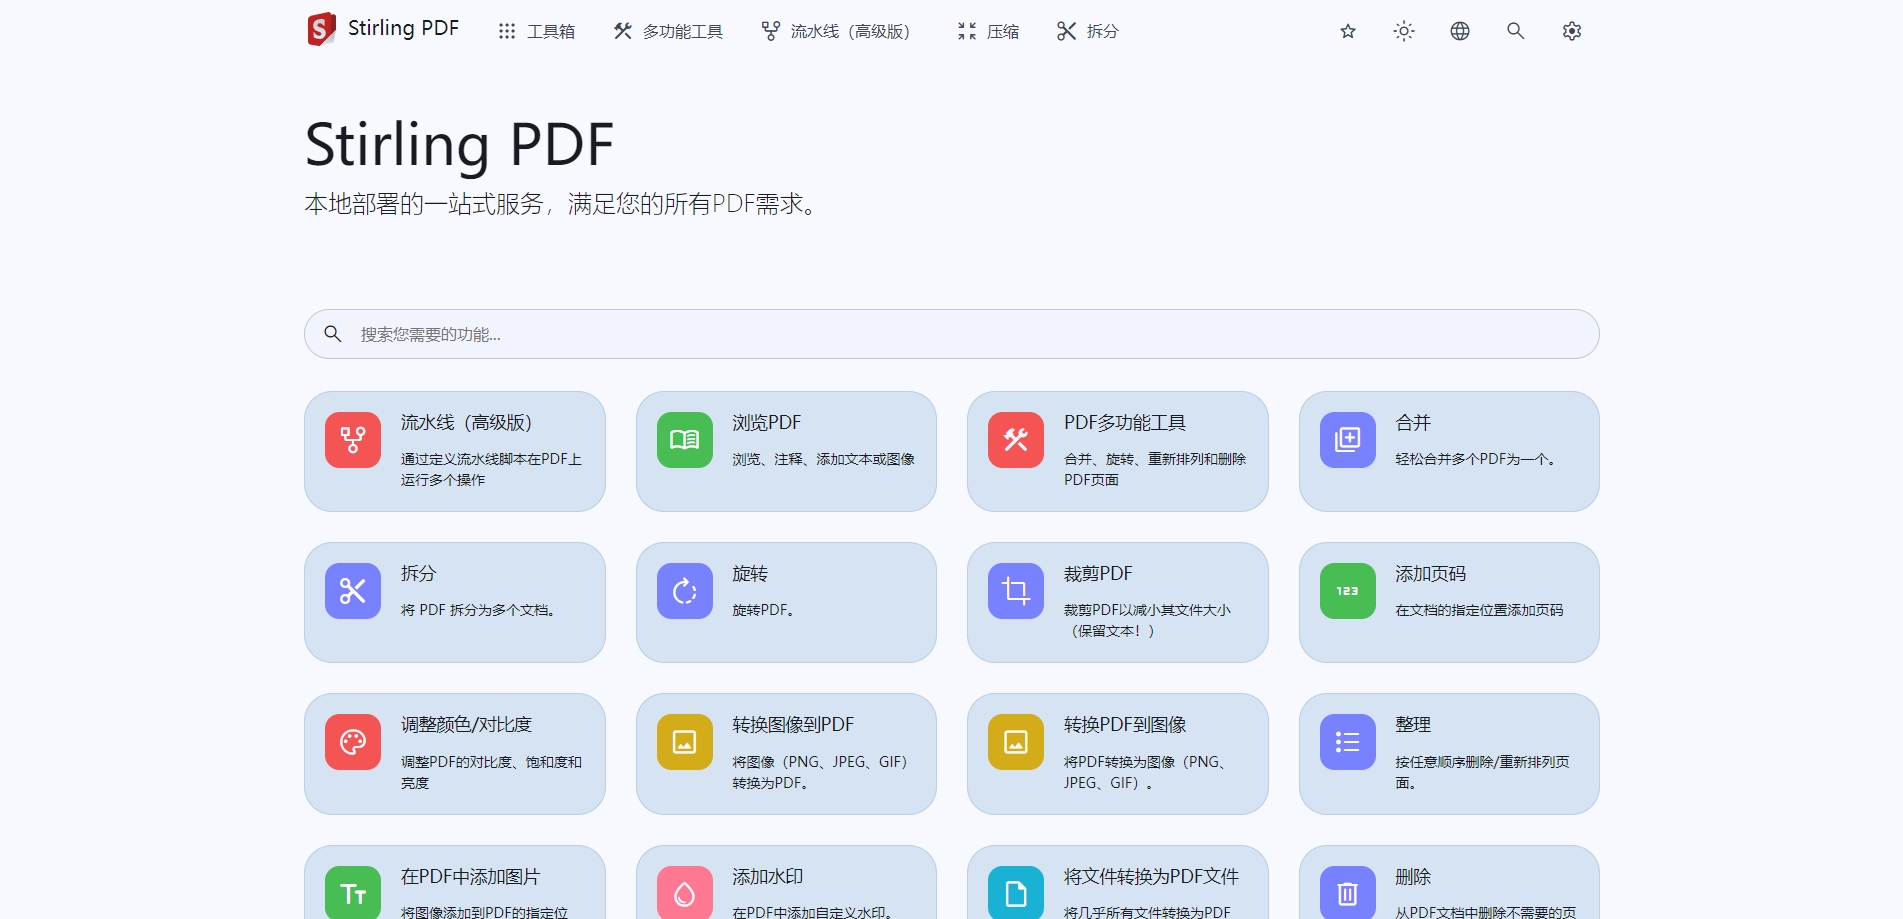 Stirling PDF
工具箱
多功能工具
流水线（高级版）
压缩
拆分
Stirling PDF
本地部署的一站式服务，满足您的所有PDF需求。
搜索您需要的功能...
流水线（高级版）
通过定义流水线脚本在PDF上
运行多个操作
浏览PDF
浏览、注释、添加文本或图像
PDF多功能工具
合并、旋转、重新排列和删除
PDF页面
合并
轻松合并多个PDF为一个。
拆分
将 PDF 拆分为多个文档。
旋转
旋转PDF。
裁剪PDF
裁剪PDF以减小其文件大小
（保留文本！）
123
添加页码
在文档的指定位置添加页码
调整颜色/对比度
调整PDF的对比度、饱和度和
亮度
转换图像到PDF
将图像（PNG、JPEG、GIF）
转换为PDF。
转换PDF到图像
将PDF转换为图像（PNG、
JPEG、GIF）。
整理
按任意顺序删除/重新排列页
面。
在PDF中添加图片
将图像添加到PDF的指定位
添加水印
在PDF中添加自定义水印。
将文件转换为PDF文件
将几乎所有文件转换为PDF
删除
从PDF文档中删除不需要的页